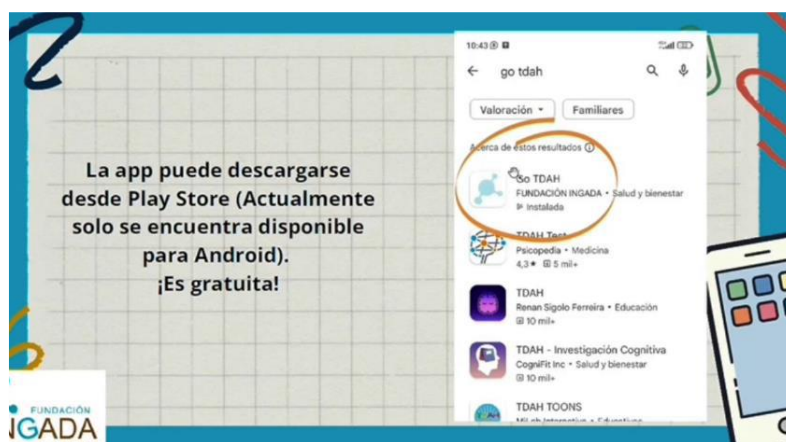 La app puede descargarse
desde Play Store (Actualmente
solo se encuentra disponible
para Android).
¡Es gratuita!
10:43
go tdah
Valoración
Familiares
Acerca de estos resultados
Go TDAH
FUNDACIÓN INGADA • Salud y bienestar
Instalada
TDAH Test
Psicopedia • Medicina
4,3★ 5 mil+
TDAH
Renan Sigolo Ferreira • Educación
10 mil+
TDAH - Investigación Cognitiva
CogniFit Inc • Salud y bienestar
10 mil+
TDAH TOONS
FUNDACIÓN
INGADA